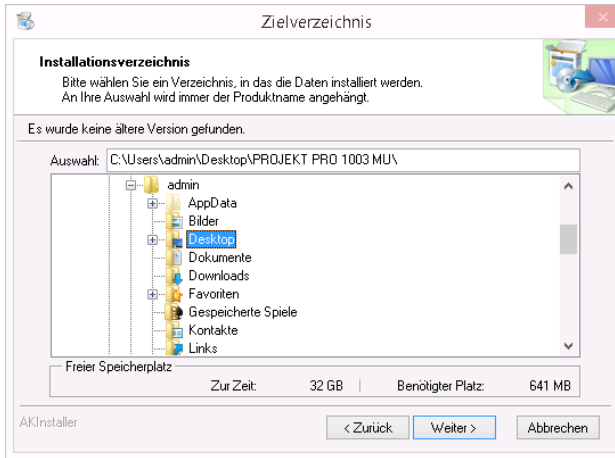 Zielverzeichnis
Installationsverzeichnis
Bitte wählen Sie ein Verzeichnis, in das die Daten installiert werden.
An Ihre Auswahl wird immer der Produktname angehängt.
Es wurde keine ältere Version gefunden.
Auswahl: C:\Users\admin\Desktop\PROJEKT PRO 1003 MU\
admin
AppData
Bilder
Desktop
Dokumente
Downloads
Favoriten
Gespeicherte Spiele
Kontakte
Links
Freier Speicherplatz
Zur Zeit: 32 GB Benötigter Platz: 641 MB
AKInstaller
< Zurück Weiter > Abbrechen